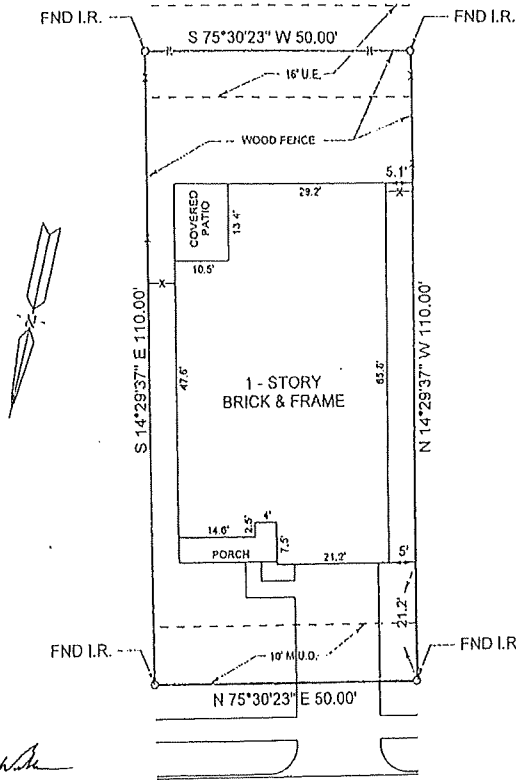 FND I.R.
FND I.R.
S 75°30'23" W 50.00'
16' U.E.
WOOD FENCE
5.1'
X
29.2'
COVERED
PATIO
13.4'
10.5'
X
N
S 14°29'37" E 110.00'
47.6'
1 - STORY
BRICK & FRAME
65.8'
N 14°29'37" W 110.00'
4'
2.5'
14.6'
PORCH
7.5'
21.2'
5'
21.2'
10' M.U.D.
FND I.R.
FND I.R.
N 75°30'23" E 50.00'